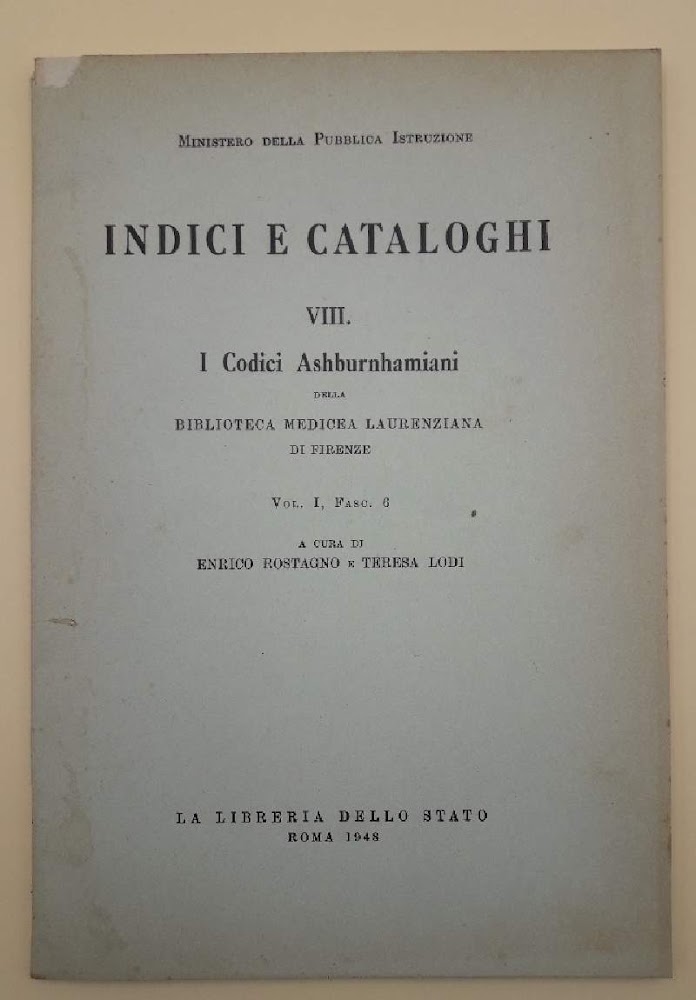 Ministero della Pubblica Istruzione
INDICI E CATALOGHI
VIII.
I Codici Ashburnhamiani
DELLA
BIBLIOTECA MEDICEA LAURENZIANA
DI FIRENZE
Vol. I, Fasc. 6
A CURA DI
ENRICO ROSTAGNO E TERESA LODI
LA LIBRERIA DELLO STATO
ROMA 1948